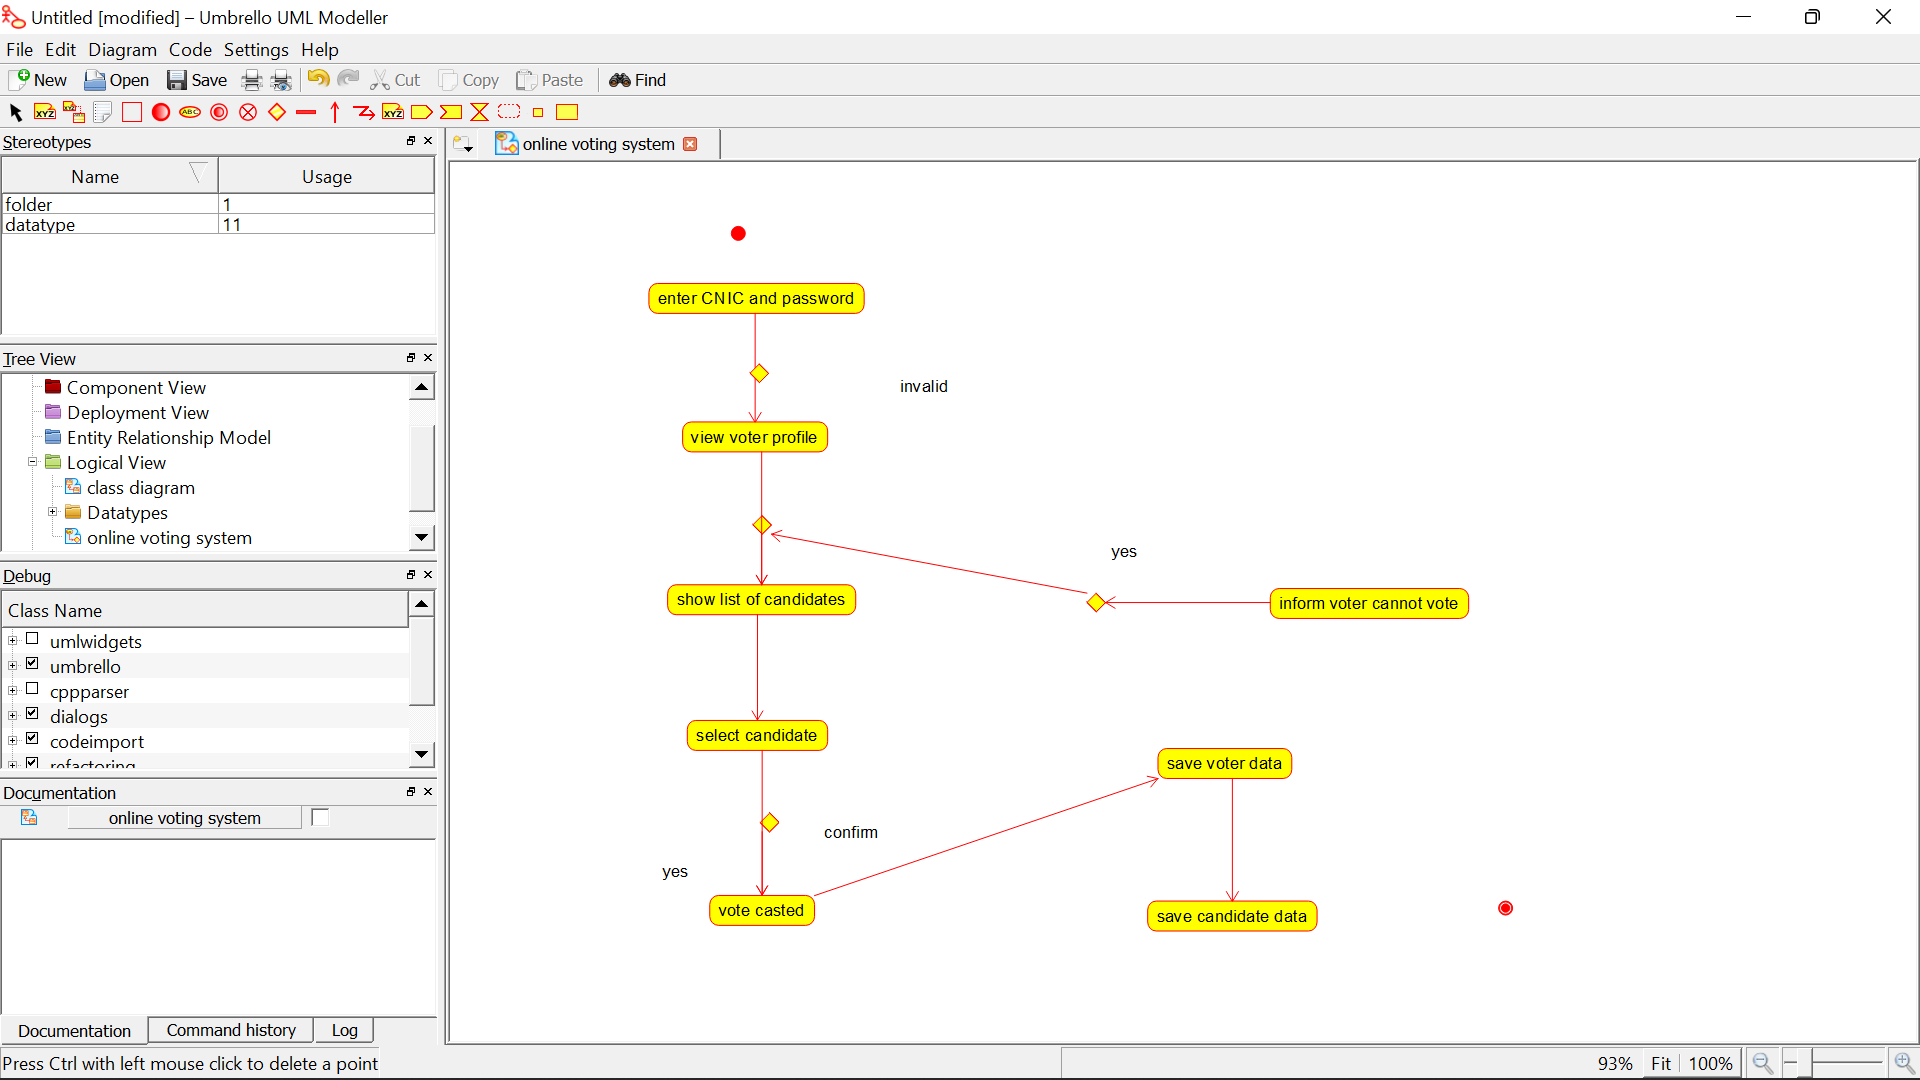 Untitled [modified] – Umbrello UML Modeller
File Edit Diagram Code Settings Help
New Open Save Cut Copy Paste Find
XYZ XYZ ABC XYZ
Stereotypes
Name Usage
folder 1
datatype 11
Tree View
Component View
Deployment View
Entity Relationship Model
Logical View
class diagram
Datatypes
online voting system
Debug
Class Name
umlwidgets
umbrello
cppparser
dialogs
codeimport
refactoring
Documentation
online voting system
Documentation Command history Log
Press Ctrl with left mouse click to delete a point
online voting system
enter CNIC and password
invalid
view voter profile
yes
show list of candidates
inform voter cannot vote
select candidate
save voter data
confirm
yes
vote casted
save candidate data
93% Fit 100%